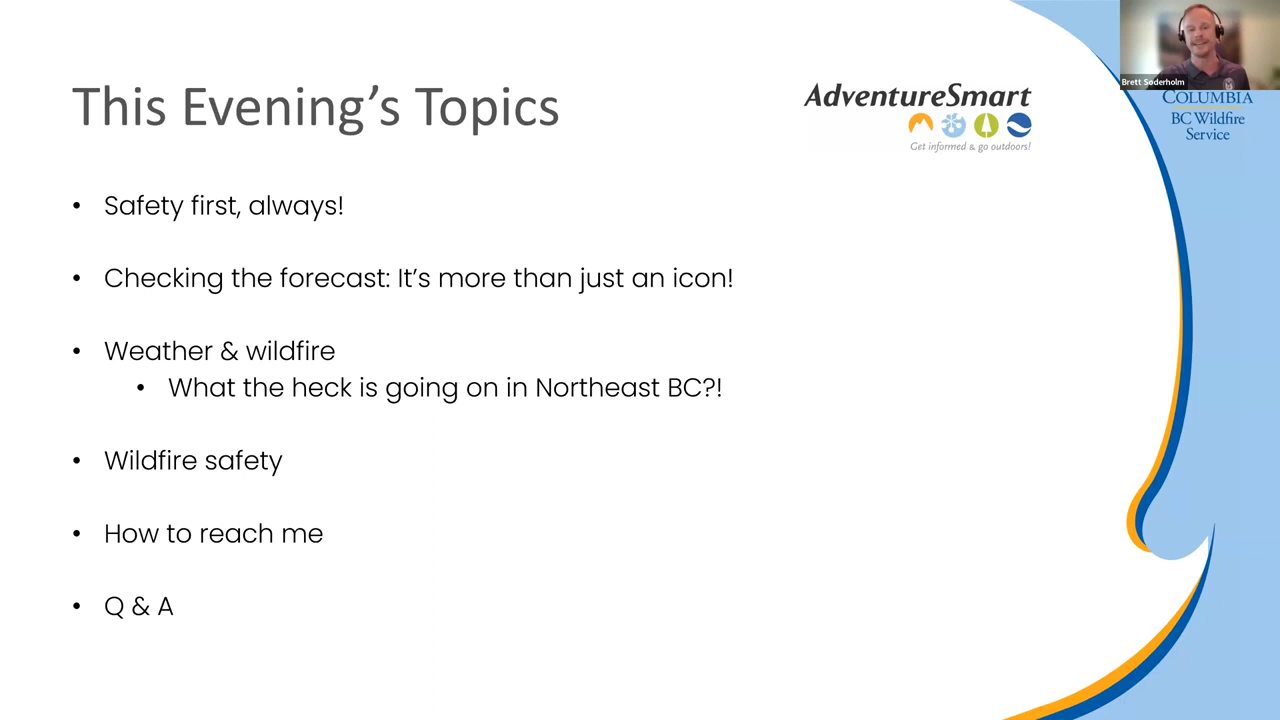 This Evening's Topics
AdventureSmart
Get informed & go outdoors!
Brett Soderholm
COLUMBIA
BC Wildfire
Service
• Safety first, always!
• Checking the forecast: It's more than just an icon!
• Weather & wildfire
• What the heck is going on in Northeast BC?!
• Wildfire safety
• How to reach me
• Q & A